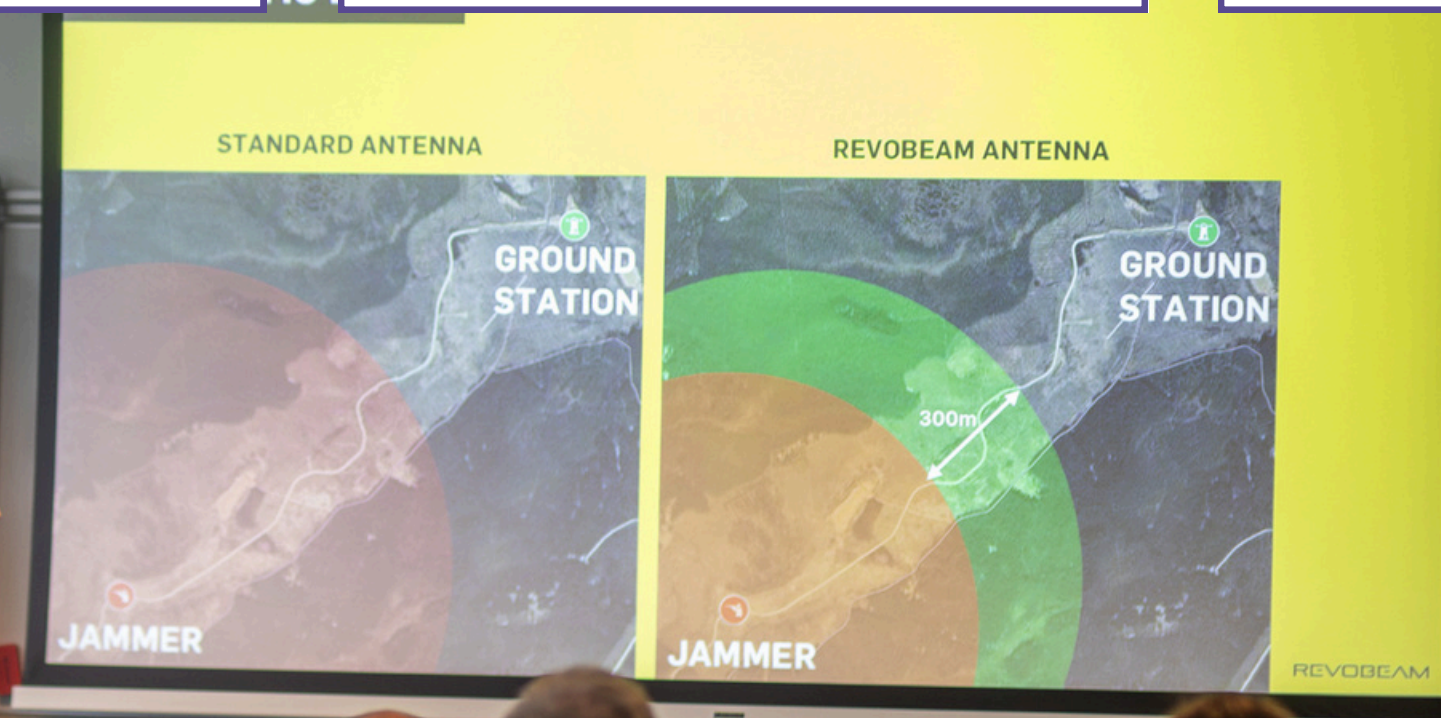 STANDARD ANTENNA
REVOBEAM ANTENNA
GROUND
STATION
JAMMER
GROUND
STATION
300m
JAMMER
REVOBEAM